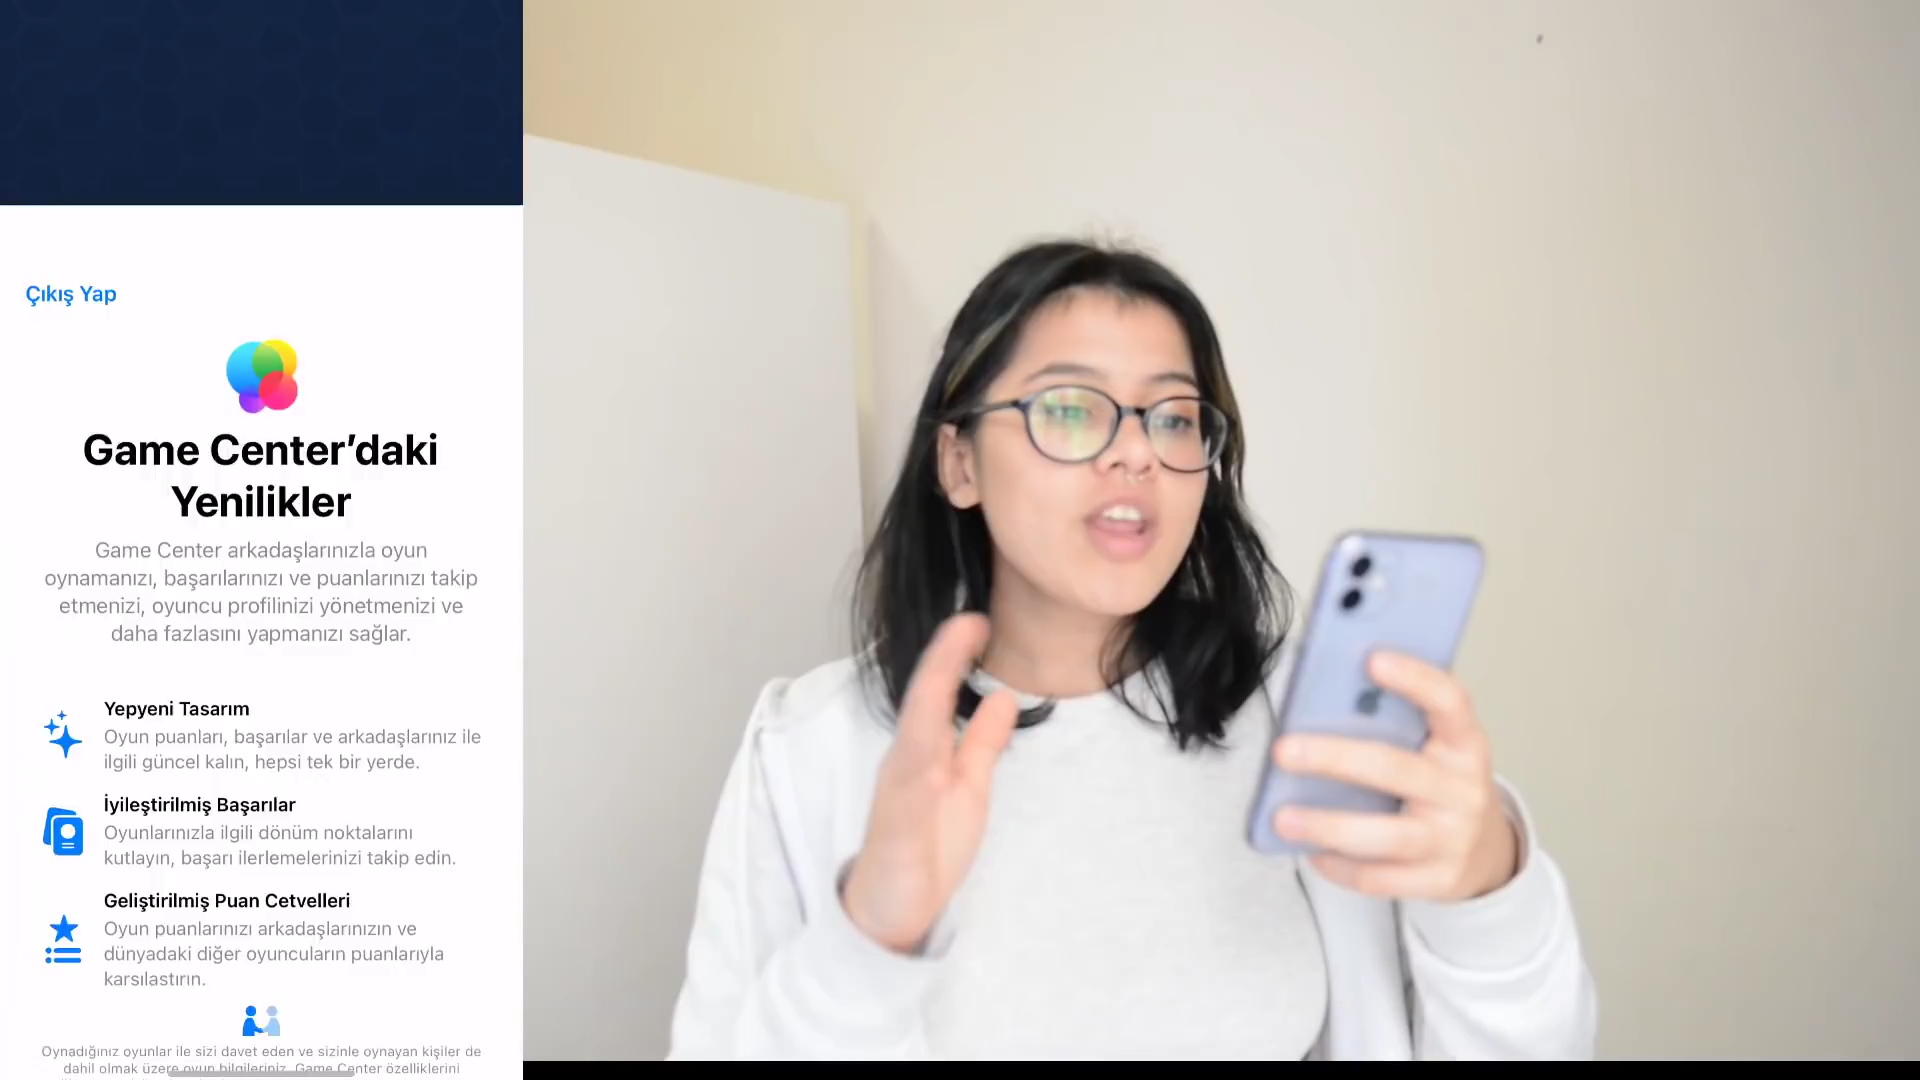 Çıkış Yap
Game Center’daki
Yenilikler
Game Center arkadaşlarınızla oyun
oynamanızı, başarılarınızı ve puanlarınızı takip
etmenizi, oyuncu profilinizi yönetmenizi ve
daha fazlasını yapmanızı sağlar.
Yepyeni Tasarım
Oyun puanları, başarılar ve arkadaşlarınız ile
ilgili güncel kalın, hepsi tek bir yerde.
İyileştirilmiş Başarılar
Oyunlarınızla ilgili dönüm noktalarını
kutlayın, başarı ilerlemelerinizi takip edin.
Geliştirilmiş Puan Cetvelleri
Oyun puanlarınızı arkadaşlarınızın ve
dünyadaki diğer oyuncuların puanlarıyla
karsılastırın.
Oynadığınız oyunlar ile sizi davet eden ve sizinle oynayan kişiler de
dahil olmak üzere oyun bilgileriniz, Game Center özelliklerini